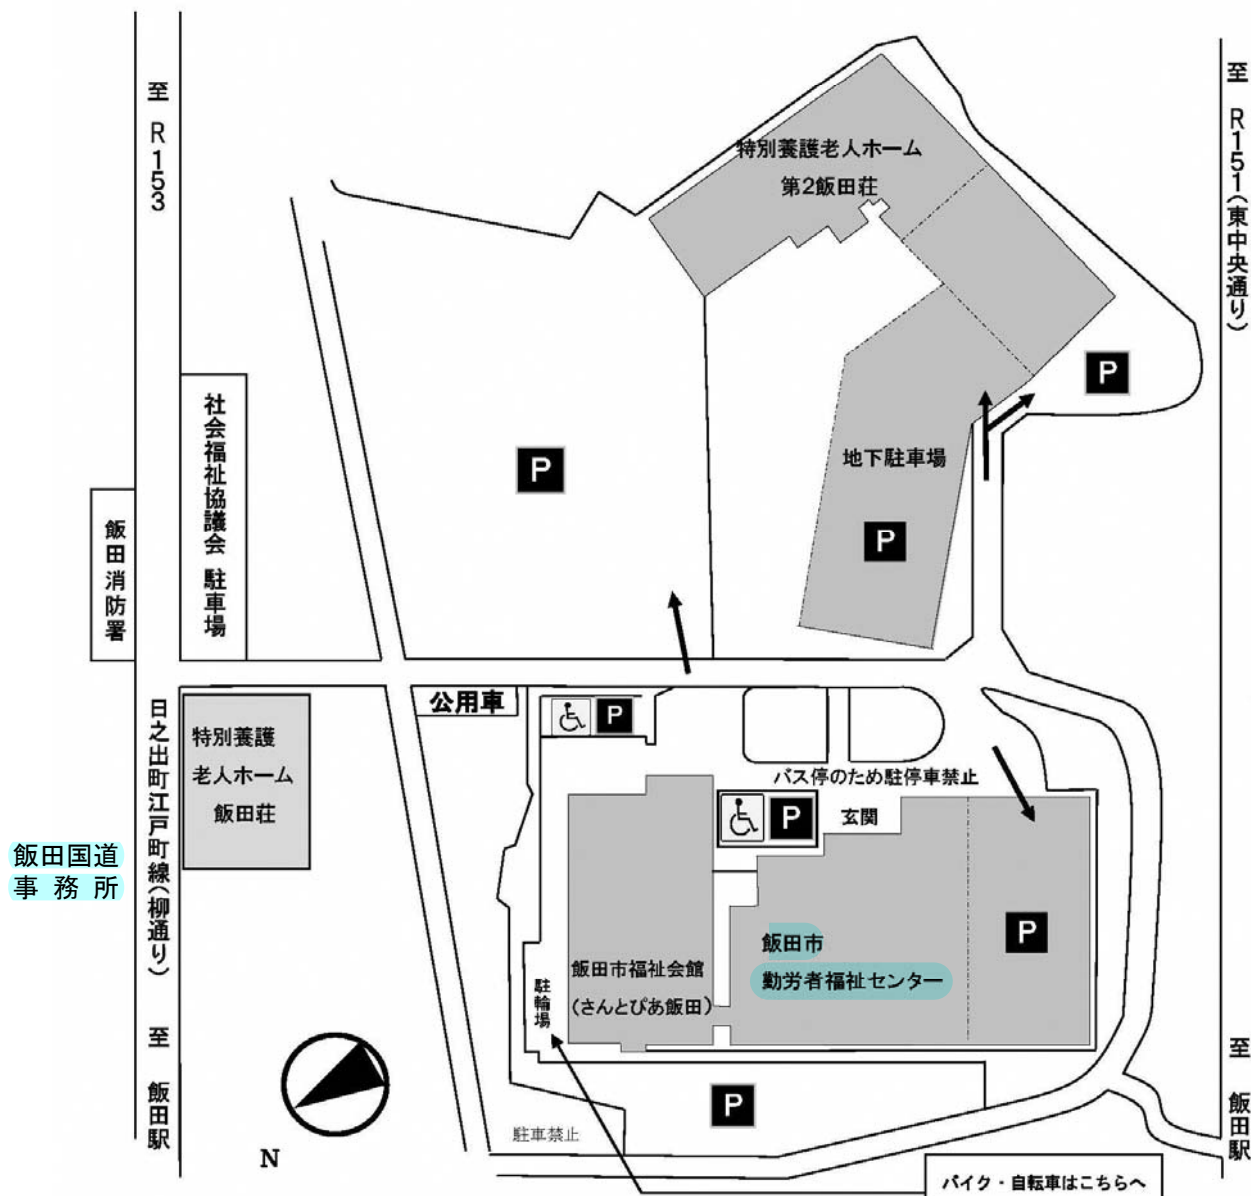 至 R153
至 R151(東中央通り)
特別養護老人ホーム
第2飯田荘
P
社会福祉協議会 駐車場
地下駐車場
P
飯田消防署
P
公用車
P
日之出町江戸町線(柳通り)
特別養護
老人ホーム
飯田荘
バス停のため駐停車禁止
P
玄関
飯田国道
事務所
飯田市
勤労者福祉センター
P
飯田市福祉会館
(さんとぴあ飯田)
駐輪場
至 飯田駅
至 飯田駅
P
駐車禁止
N
バイク・自転車はこちらへ